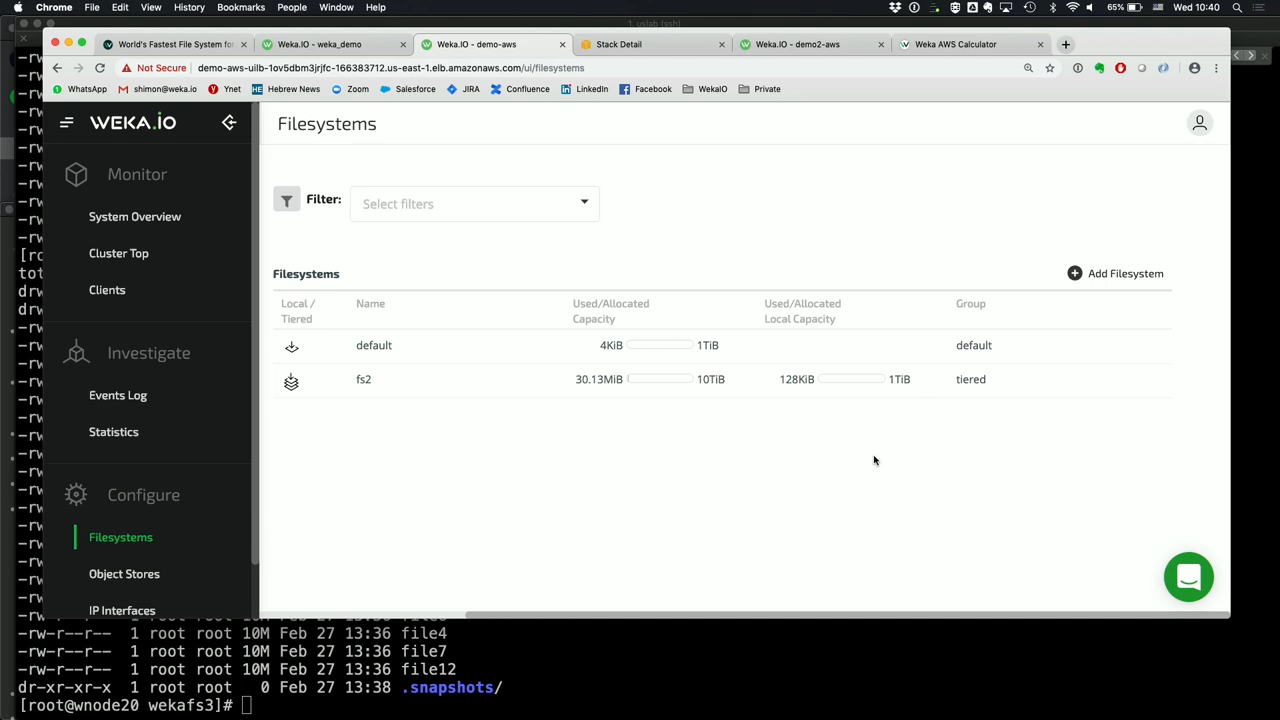 Chrome File Edit View History Bookmarks People Window Help 65% Wed 10:40
1. uslab (ssh)
World's Fastest File System for Weka.IO - weka_demo Weka.IO - demo-aws Stack Detail Weka.IO - demo2-aws Weka AWS Calculator
Not Secure demo-aws-uilb-1ov5dbm3jrjfc-166383712.us-east-1.elb.amazonaws.com/ui/filesystems
WhatsApp shimon@weka.io Ynet Hebrew News Zoom Salesforce JIRA Confluence LinkedIn Facebook WekaIO Private
WEKA.iO
Filesystems
Monitor
System Overview
Cluster Top
Clients
Investigate
Events Log
Statistics
Configure
Filesystems
Object Stores
IP Interfaces
Filter: Select filters
Filesystems Add Filesystem
Local / Tiered Name Used/Allocated Capacity Used/Allocated Local Capacity Group
default 4KiB 1TiB default
fs2 30.13MiB 10TiB 128KiB 1TiB tiered
-rw-r--r-- 1 root root 10M Feb 27 13:36 file4
-rw-r--r-- 1 root root 10M Feb 27 13:36 file7
-rw-r--r-- 1 root root 10M Feb 27 13:36 file12
dr-xr-xr-x 1 root root 0 Feb 27 13:38 .snapshots/
[root@wnode20 wekafs3]#